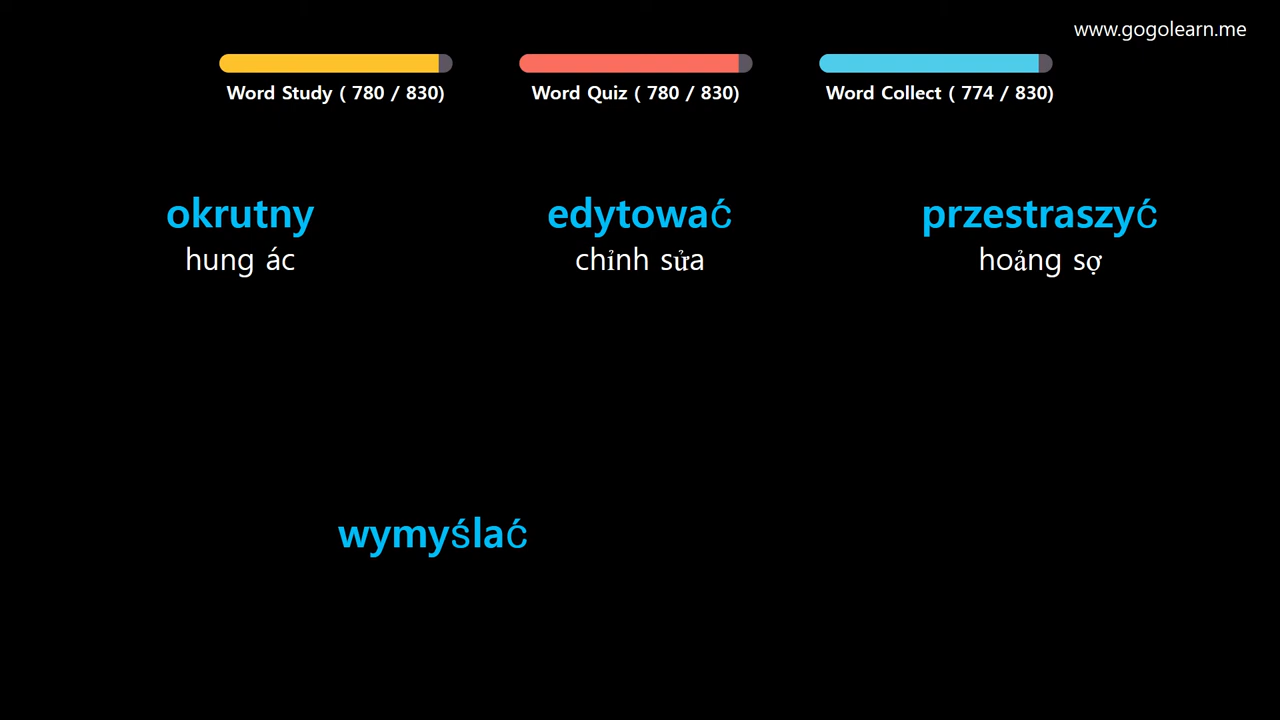 www.gogolearn.me
Word Study ( 780 / 830)
Word Quiz ( 780 / 830)
Word Collect ( 774 / 830)
okrutny
hung ác
edytować
chỉnh sửa
przestraszyć
hoảng sợ
wymyślać